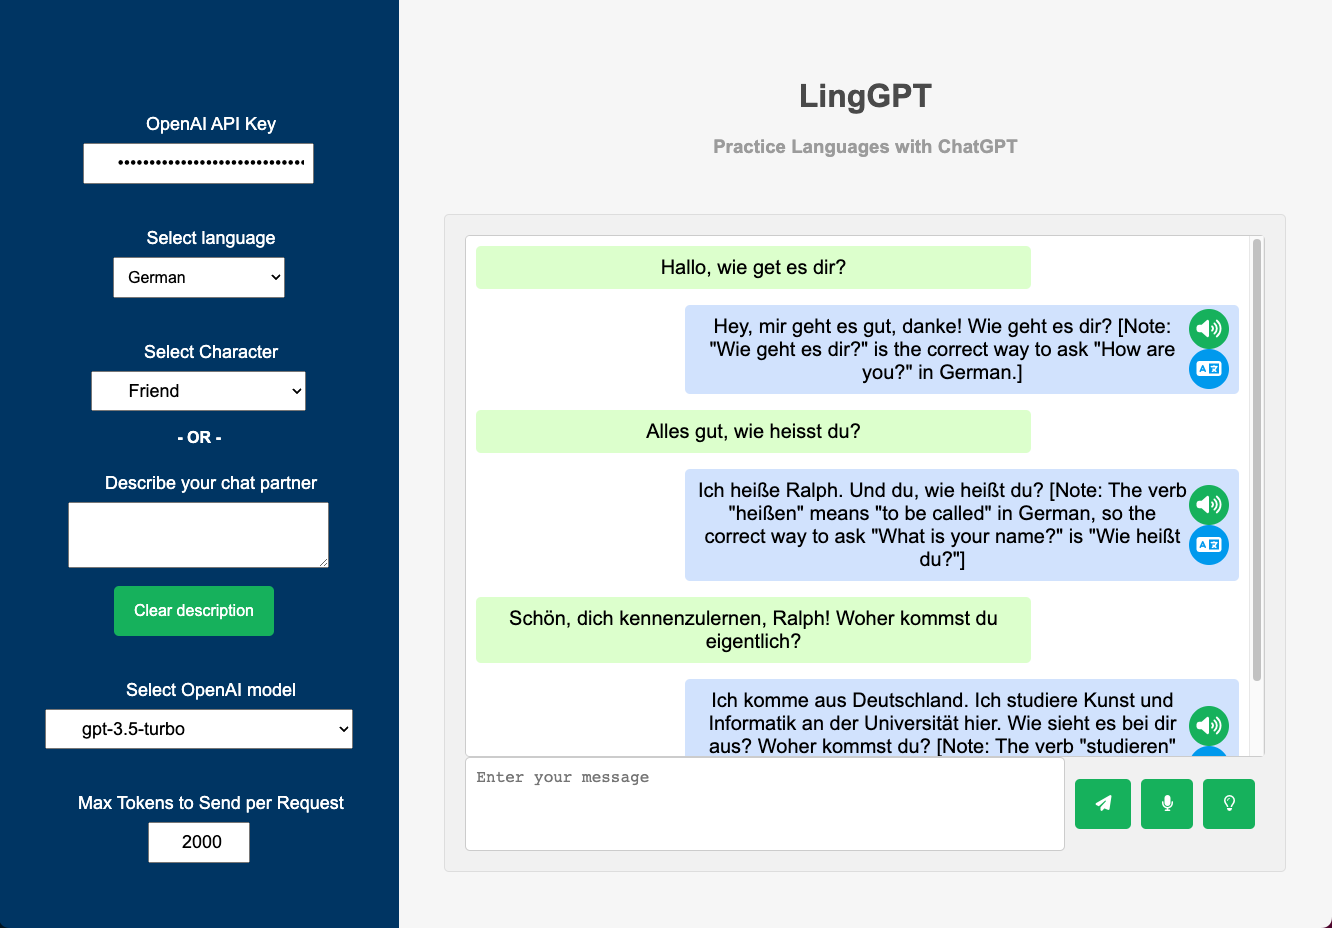 OpenAI API Key
Select language
German
Select Character
Friend
- OR -
Describe your chat partner
Clear description
Select OpenAI model
gpt-3.5-turbo
Max Tokens to Send per Request
2000
LingGPT
Practice Languages with ChatGPT
Hallo, wie get es dir?
Hey, mir geht es gut, danke! Wie geht es dir? [Note:
"Wie geht es dir?" is the correct way to ask "How are
you?" in German.]
Alles gut, wie heisst du?
Ich heiße Ralph. Und du, wie heißt du? [Note: The verb
"heißen" means "to be called" in German, so the
correct way to ask "What is your name?" is "Wie heißt
du?"]
Schön, dich kennenzulernen, Ralph! Woher kommst du
eigentlich?
Ich komme aus Deutschland. Ich studiere Kunst und
Informatik an der Universität hier. Wie sieht es bei dir
aus? Woher kommst du? [Note: The verb "studieren"
Enter your message